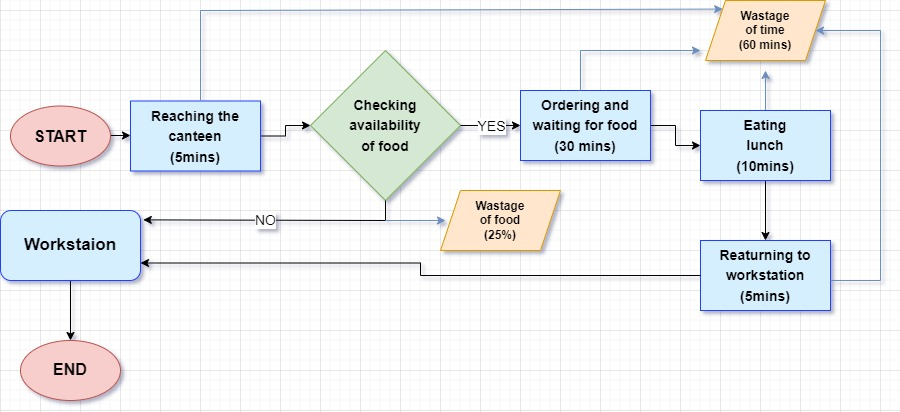 Wastage
of time
(60 mins)
START
Reaching the
canteen
(5mins)
Checking
availability
of food
YES
Ordering and
waiting for food
(30 mins)
Eating
lunch
(10mins)
NO
Wastage
of food
(25%)
Workstaion
Reaturning to
workstation
(5mins)
END